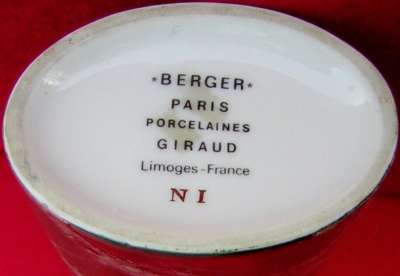 *BERGER*
PARIS
PORCELAINES
GIRAUD
Limoges-France
N I